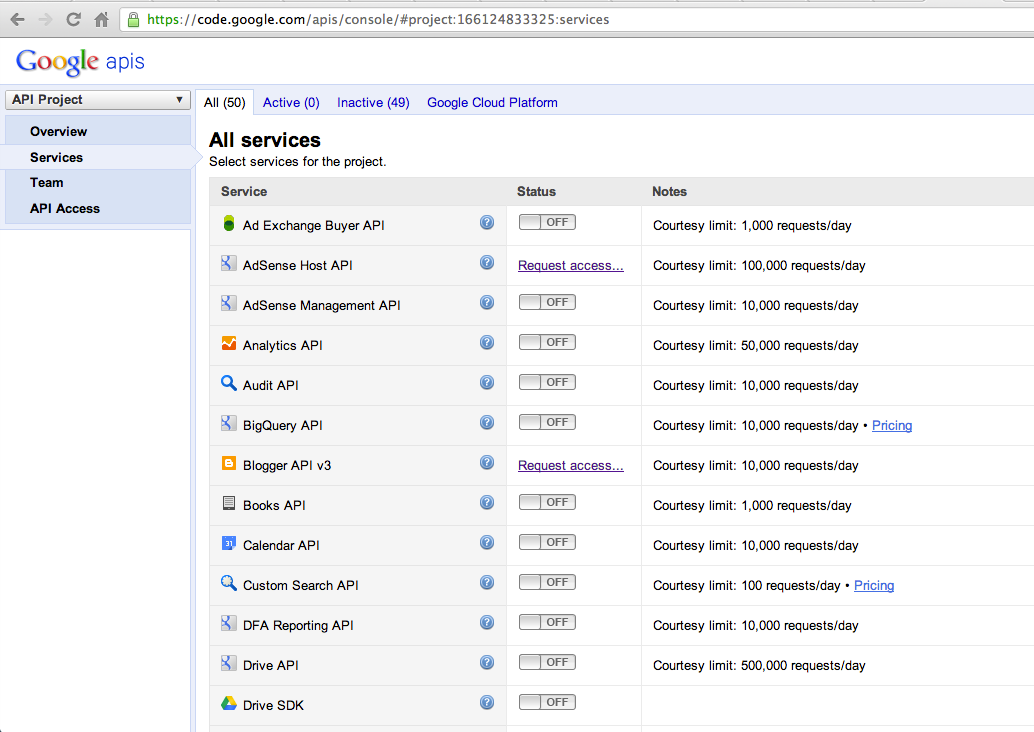 https://code.google.com/apis/console/#project:166124833325:services
Google apis
API Project
All (50) Active (0) Inactive (49) Google Cloud Platform
Overview
Services
Team
API Access
All services
Select services for the project.
Service Status Notes
Ad Exchange Buyer API ? OFF Courtesy limit: 1,000 requests/day
AdSense Host API ? Request access... Courtesy limit: 100,000 requests/day
AdSense Management API ? OFF Courtesy limit: 10,000 requests/day
Analytics API ? OFF Courtesy limit: 50,000 requests/day
Audit API ? OFF Courtesy limit: 10,000 requests/day
BigQuery API ? OFF Courtesy limit: 10,000 requests/day • Pricing
Blogger API v3 ? Request access... Courtesy limit: 10,000 requests/day
Books API ? OFF Courtesy limit: 1,000 requests/day
31 Calendar API ? OFF Courtesy limit: 10,000 requests/day
Custom Search API ? OFF Courtesy limit: 100 requests/day • Pricing
DFA Reporting API ? OFF Courtesy limit: 10,000 requests/day
Drive API ? OFF Courtesy limit: 500,000 requests/day
Drive SDK ? OFF